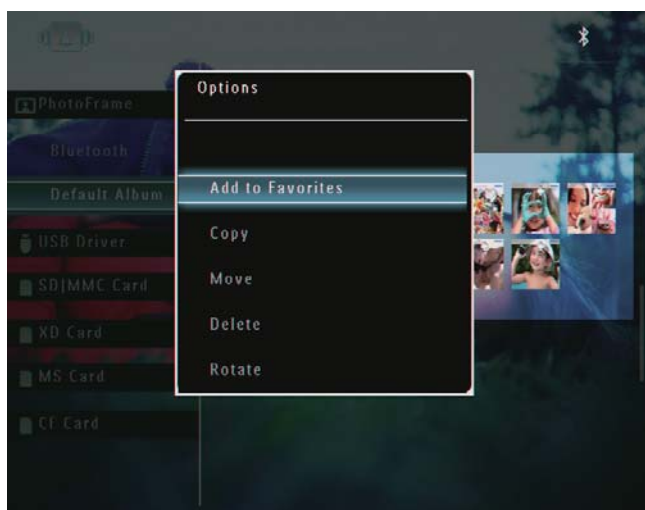 Options
PhotoFrame
Bluetooth
Add to Favorites
Default Album
Copy
USB Driver
Move
SD|MMC Card
Delete
XD Card
Rotate
MS Card
CF Card